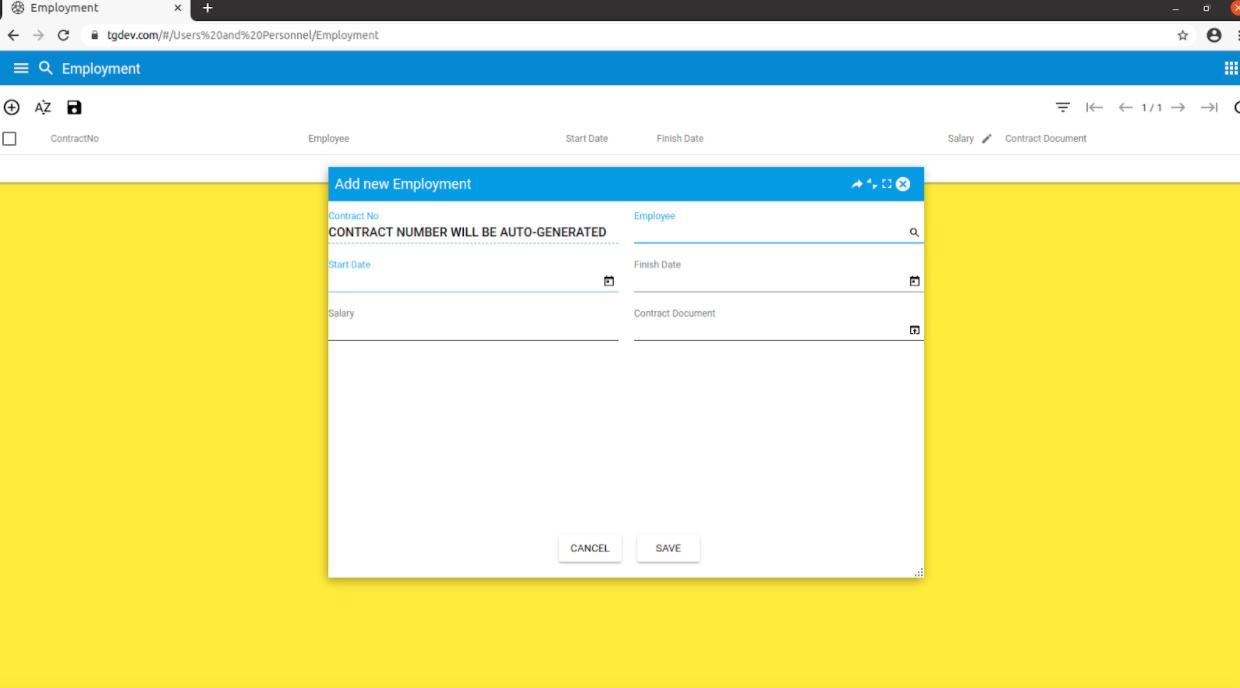 Employment
tgdev.com/#/Users%20and%20Personnel/Employment
Employment
AZ 1 / 1
ContractNo Employee Start Date Finish Date Salary Contract Document
Add new Employment
Contract No Employee
CONTRACT NUMBER WILL BE AUTO-GENERATED
Start Date Finish Date
Salary Contract Document
CANCEL SAVE